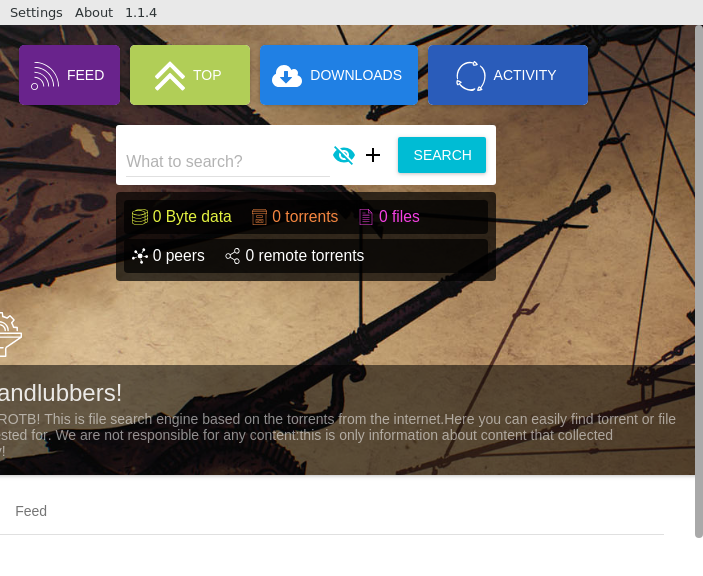 Settings About 1.1.4
FEED TOP DOWNLOADS ACTIVITY
What to search? SEARCH
0 Byte data 0 torrents 0 files
0 peers 0 remote torrents
andlubbers!
ROTB! This is file search engine based on the torrents from the internet.Here you can easily find torrent or file
sted for. We are not responsible for any content:this is only information about content that collected
!
Feed